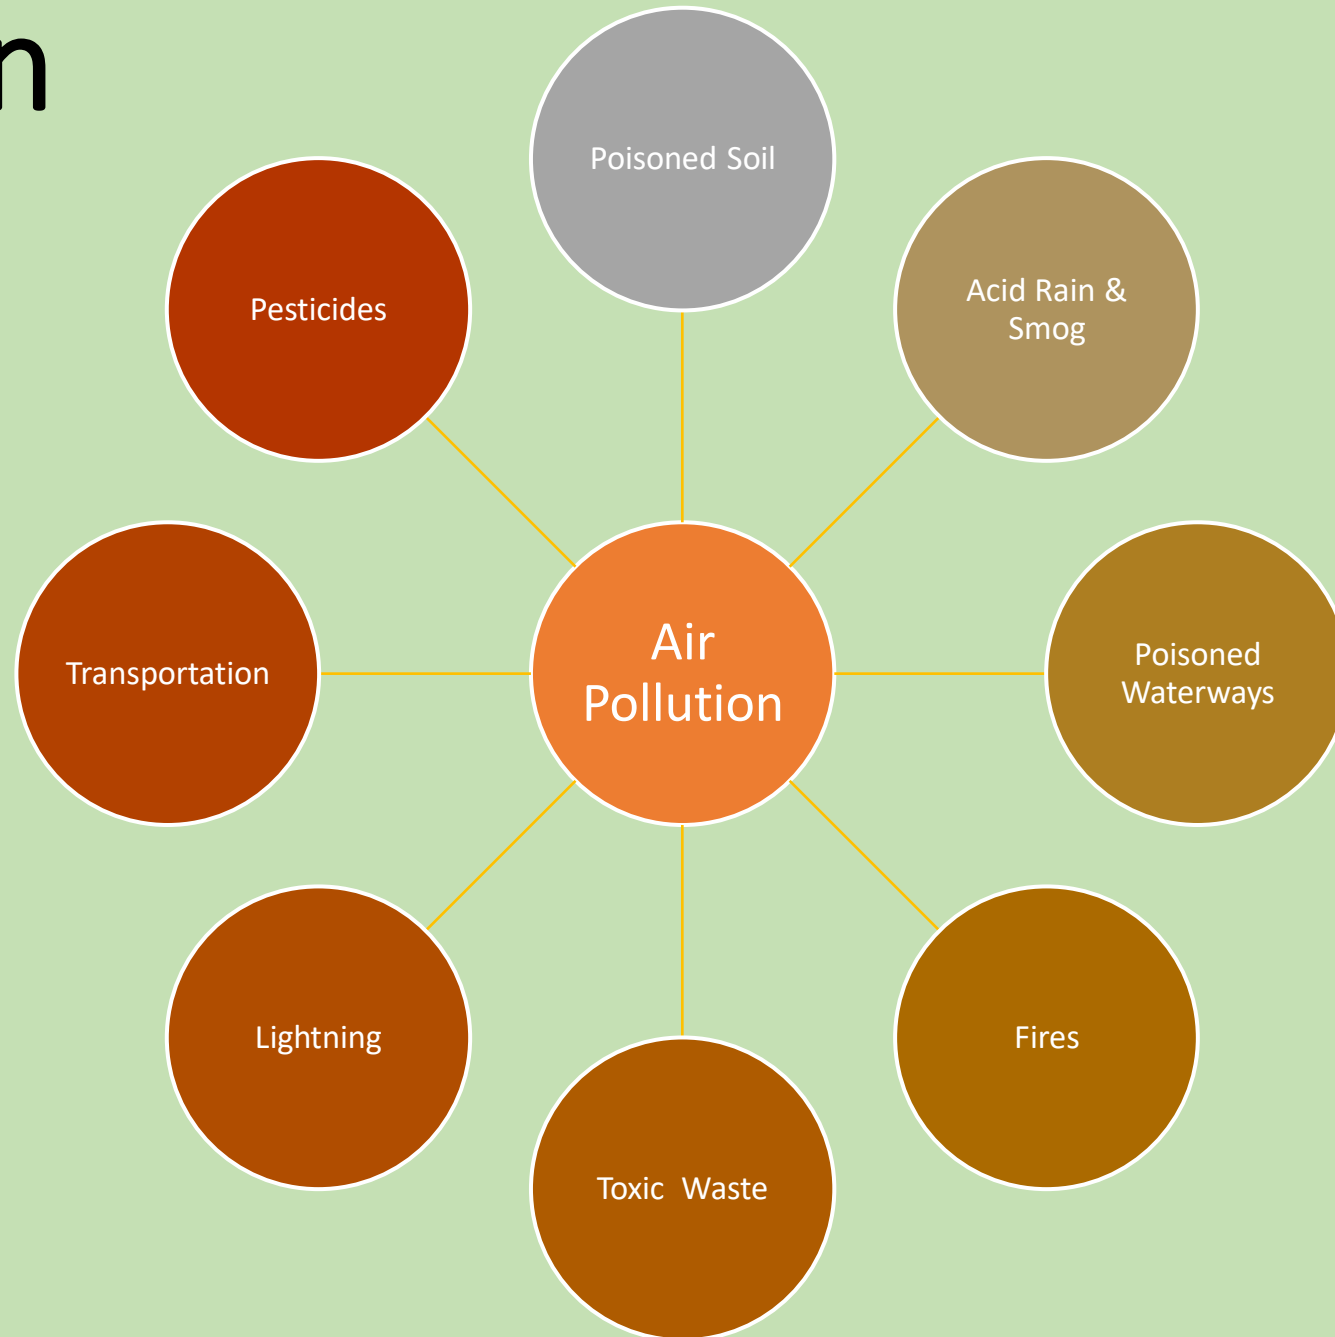 n
Poisoned Soil
Pesticides
Acid Rain &
Smog
Air
Pollution
Transportation
Poisoned
Waterways
Lightning
Fires
Toxic Waste